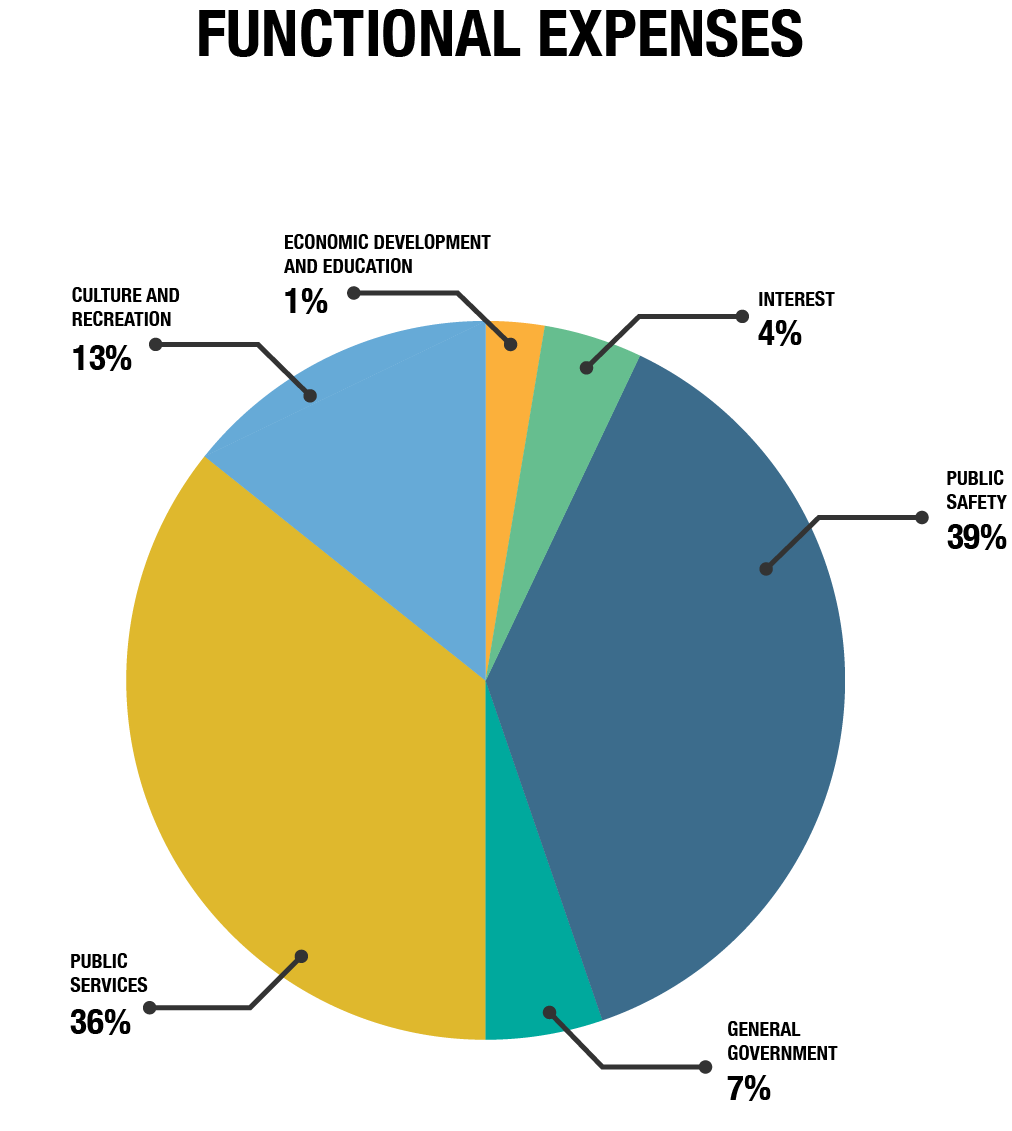 FUNCTIONAL EXPENSES
ECONOMIC DEVELOPMENT
AND EDUCATION
1%
CULTURE AND
RECREATION
13%
INTEREST
4%
PUBLIC
SAFETY
39%
PUBLIC
SERVICES
36%
GENERAL
GOVERNMENT
7%